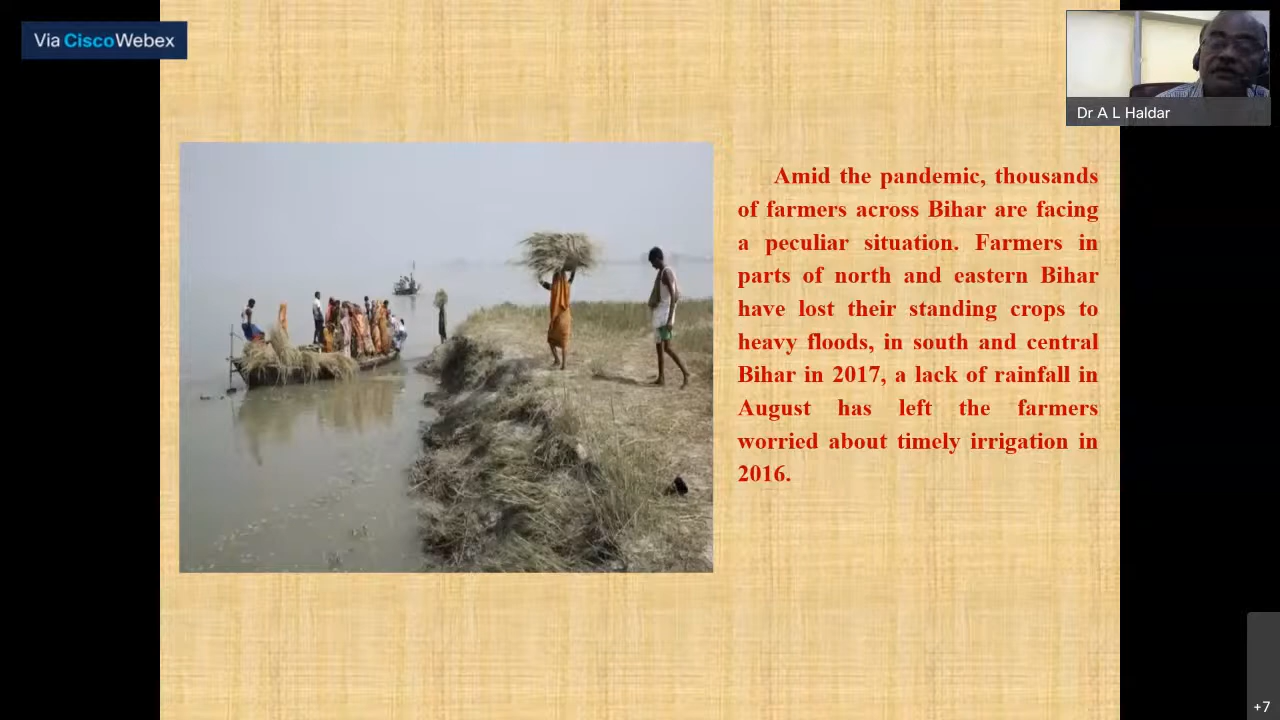 Via CiscoWebex
Dr A L Haldar
Amid the pandemic, thousands
of farmers across Bihar are facing
a peculiar situation. Farmers in
parts of north and eastern Bihar
have lost their standing crops to
heavy floods, in south and central
Bihar in 2017, a lack of rainfall in
August has left the farmers
worried about timely irrigation in
2016.
+7